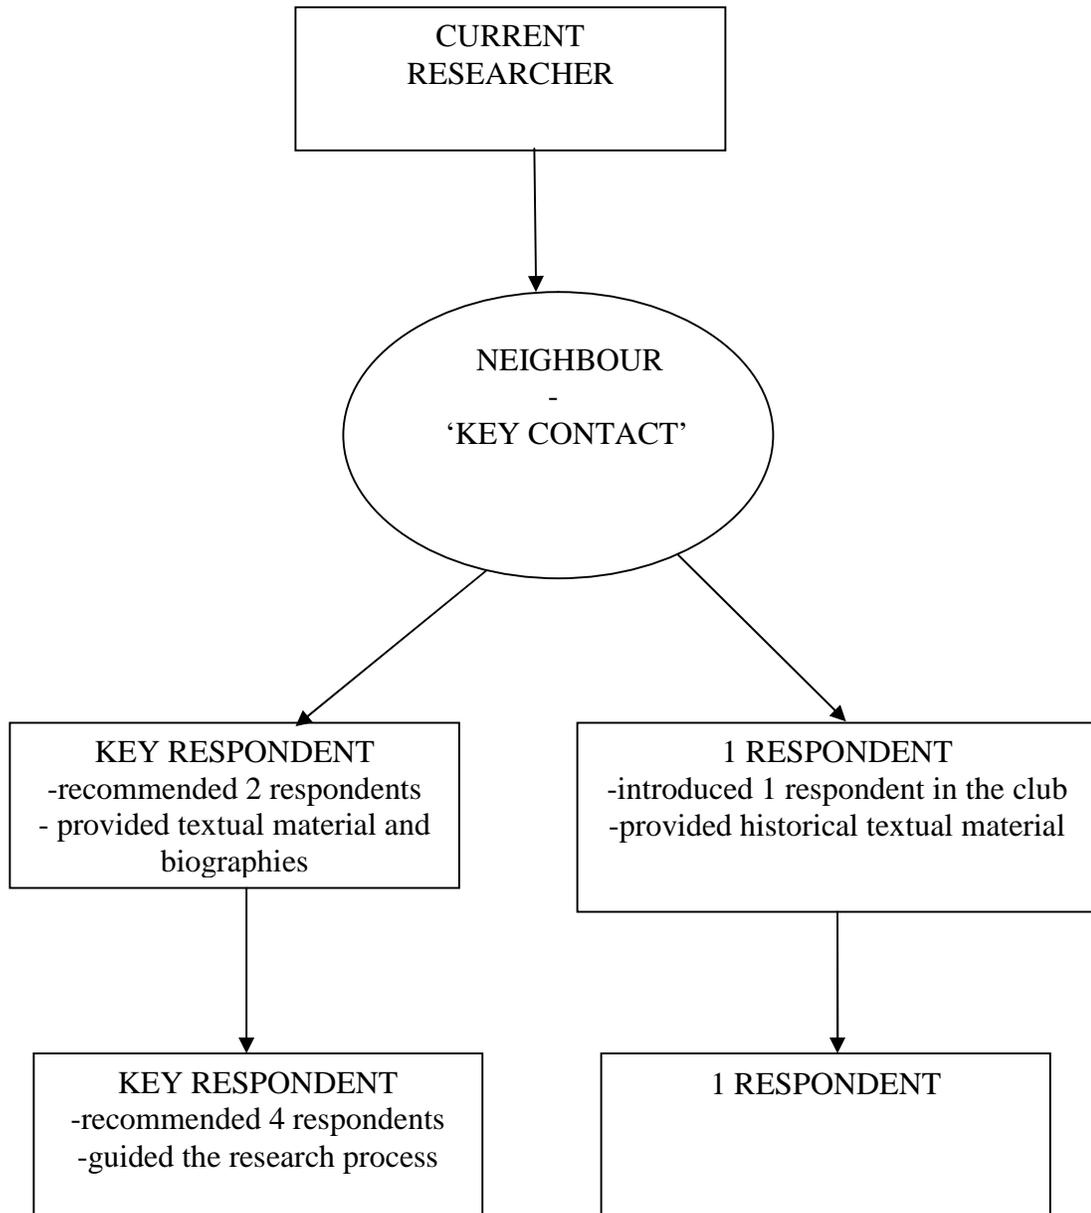 CURRENT
RESEARCHER
NEIGHBOUR
-
‘KEY CONTACT’
KEY RESPONDENT
-recommended 2 respondents
- provided textual material and
biographies
1 RESPONDENT
-introduced 1 respondent in the club
-provided historical textual material
KEY RESPONDENT
-recommended 4 respondents
-guided the research process
1 RESPONDENT